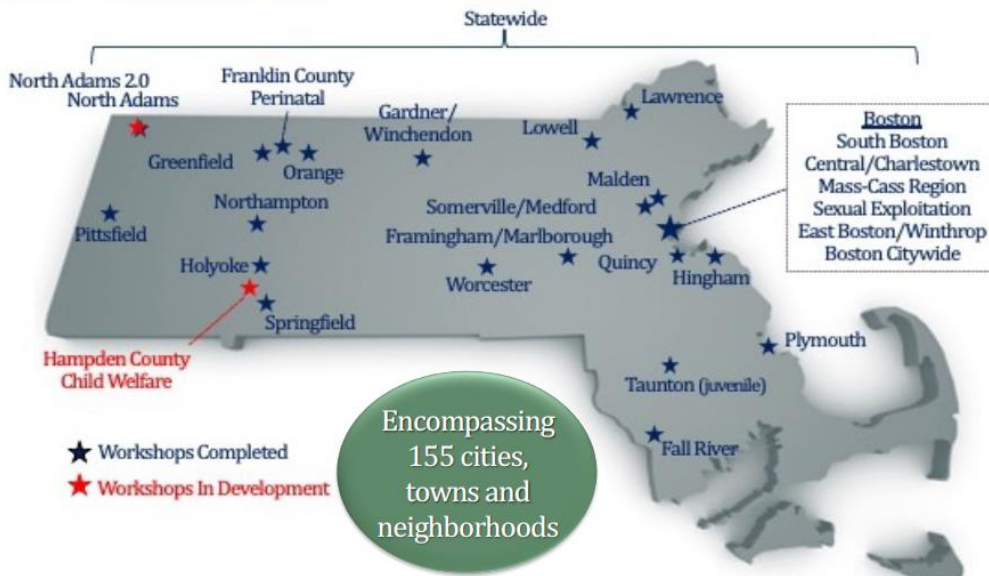 Statewide
North Adams 2.0
North Adams
Franklin County
Perinatal
Gardner/
Winchendon
Lawrence
Lowell
Greenfield
Orange
Boston
South Boston
Central/Charlestown
Mass-Cass Region
Sexual Exploitation
East Boston/Winthrop
Boston Citywide
Malden
Northampton
Somerville/Medford
Pittsfield
Framingham/Marlborough
Holyoke
Worcester
Quincy
Hingham
Springfield
Plymouth
Hampden County
Child Welfare
Taunton (juvenile)
Encompassing
155 cities,
towns and
neighborhoods
Fall River
Workshops Completed
Workshops In Development